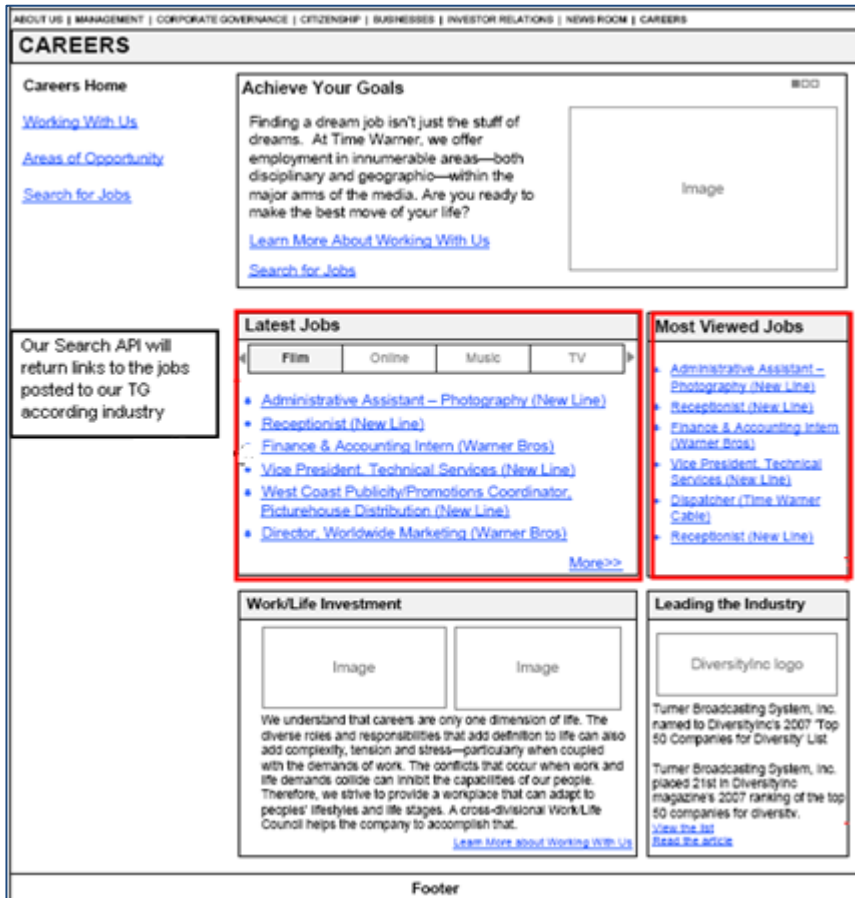 ABOUT US | MANAGEMENT | CORPORATE GOVERNANCE | CITIZENSHIP | BUSINESSES | INVESTOR RELATIONS | NEWS ROOM | CAREERS
CAREERS
Careers Home
Working With Us
Areas of Opportunity
Search for Jobs
Achieve Your Goals
Finding a dream job isn't just the stuff of
dreams. At Time Warner, we offer
employment in innumerable areas—both
disciplinary and geographic—within the
major arms of the media. Are you ready to
make the best move of your life?
Learn More About Working With Us
Search for Jobs
Image
Our Search API will
return links to the jobs
posted to our TG
according industry
Latest Jobs
Film Online Music TV
Administrative Assistant – Photography (New Line)
Receptionist (New Line)
Finance & Accounting Intern (Warner Bros)
Vice President, Technical Services (New Line)
West Coast Publicity/Promotions Coordinator,
Picturehouse Distribution (New Line)
Director, Worldwide Marketing (Warner Bros)
More>>
Most Viewed Jobs
Administrative Assistant –
Photography (New Line)
Receptionist (New Line)
Finance & Accounting Intern
(Warner Bros)
Vice President, Technical
Services (New Line)
Dispatcher (Time Warner
Cable)
Receptionist (New Line)
Work/Life Investment
Image Image
We understand that careers are only one dimension of life. The
diverse roles and responsibilities that add definition to life can also
add complexity, tension and stress—particularly when coupled
with the demands of work. The conflicts that occur when work and
life demands collide can inhibit the capabilities of our people.
Therefore, we strive to provide a workplace that can adapt to
peoples' lifestyles and life stages. A cross-divisional Work/Life
Council helps the company to accomplish that.
Learn More about Working With Us
Leading the Industry
DiversityInc logo
Turner Broadcasting System, Inc.
named to DiversityInc's 2007 'Top
50 Companies for Diversity' List
Turner Broadcasting System, Inc.
placed 21st in DiversityInc
magazine's 2007 ranking of the top
50 companies for diversity.
View the list
Read the article
Footer